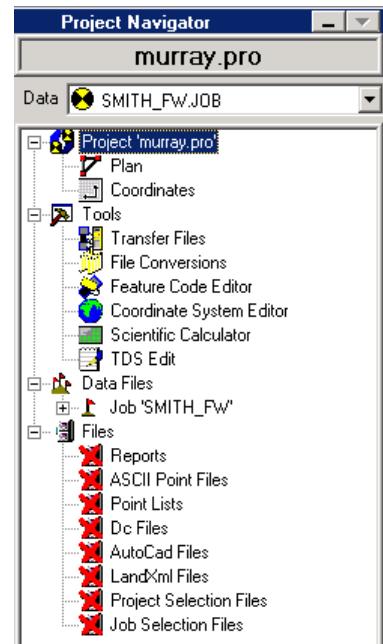 Project Navigator
murray.pro
Data SMITH_FW.JOB
Project 'murray.pro'
Plan
Coordinates
Tools
Transfer Files
File Conversions
Feature Code Editor
Coordinate System Editor
Scientific Calculator
TDS Edit
Data Files
Job 'SMITH_FW'
Files
Reports
ASCII Point Files
Point Lists
Dc Files
AutoCad Files
LandXml Files
Project Selection Files
Job Selection Files